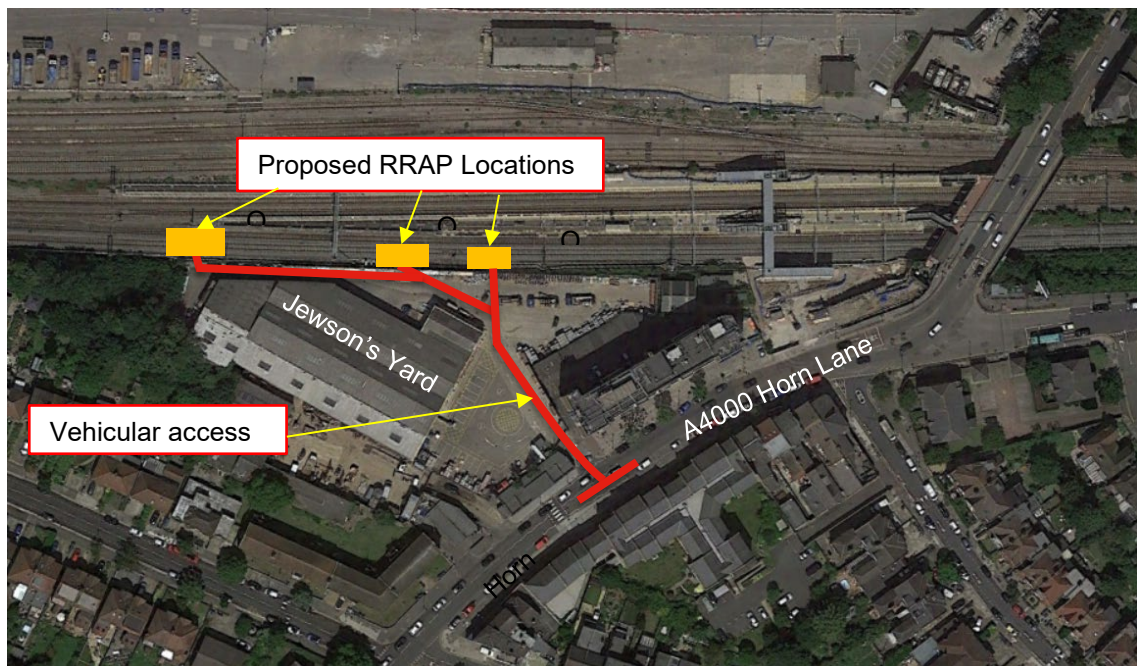 Proposed RRAP Locations
Jewson's Yard
A4000 Horn Lane
Vehicular access
Horn